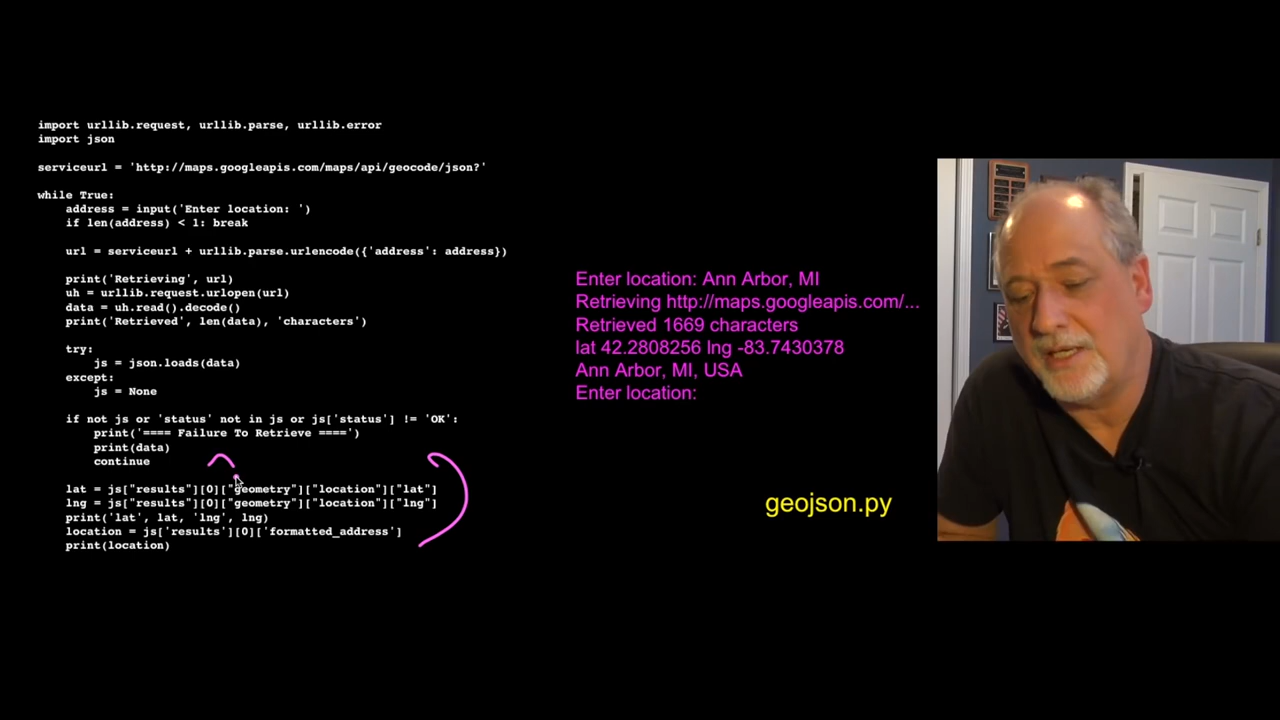 import urllib.request, urllib.parse, urllib.error
import json
serviceurl = 'http://maps.googleapis.com/maps/api/geocode/json?'
while True:
    address = input('Enter location: ')
    if len(address) < 1: break
    url = serviceurl + urllib.parse.urlencode({'address': address})
    print('Retrieving', url)
    uh = urllib.request.urlopen(url)
    data = uh.read().decode()
    print('Retrieved', len(data), 'characters')
    try:
        js = json.loads(data)
    except:
        js = None
    if not js or 'status' not in js or js['status'] != 'OK':
        print('==== Failure To Retrieve ====')
        print(data)
        continue
    lat = js["results"][0]["geometry"]["location"]["lat"]
    lng = js["results"][0]["geometry"]["location"]["lng"]
    print('lat', lat, 'lng', lng)
    location = js['results'][0]['formatted_address']
    print(location)
Enter location: Ann Arbor, MI
Retrieving http://maps.googleapis.com/...
Retrieved 1669 characters
lat 42.2808256 lng -83.7430378
Ann Arbor, MI, USA
Enter location:
geojson.py